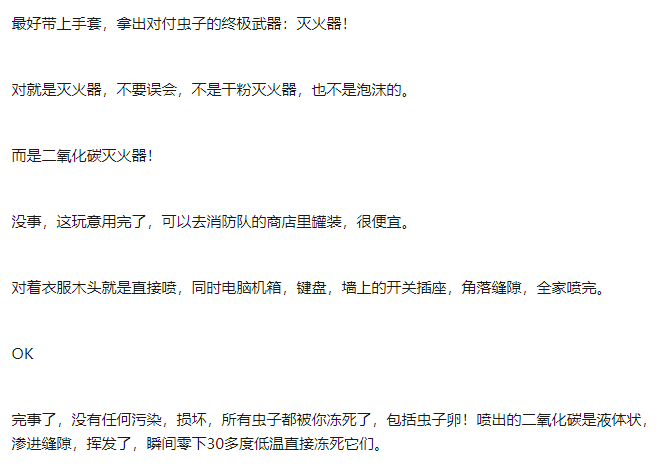 最好带上手套，拿出对付虫子的终极武器：灭火器！
对就是灭火器，不要误会，不是干粉灭火器，也不是泡沫的。
而是二氧化碳灭火器！
没事，这玩意用完了，可以去消防队的商店里罐装，很便宜。
对着衣服木头就是直接喷，同时电脑机箱，键盘，墙上的开关插座，角落缝隙，全家喷完。
OK
完事了，没有任何污染，损坏，所有虫子都被你冻死了，包括虫子卵！喷出的二氧化碳是液体状，
渗进缝隙，挥发了，瞬间零下30多度低温直接冻死它们。